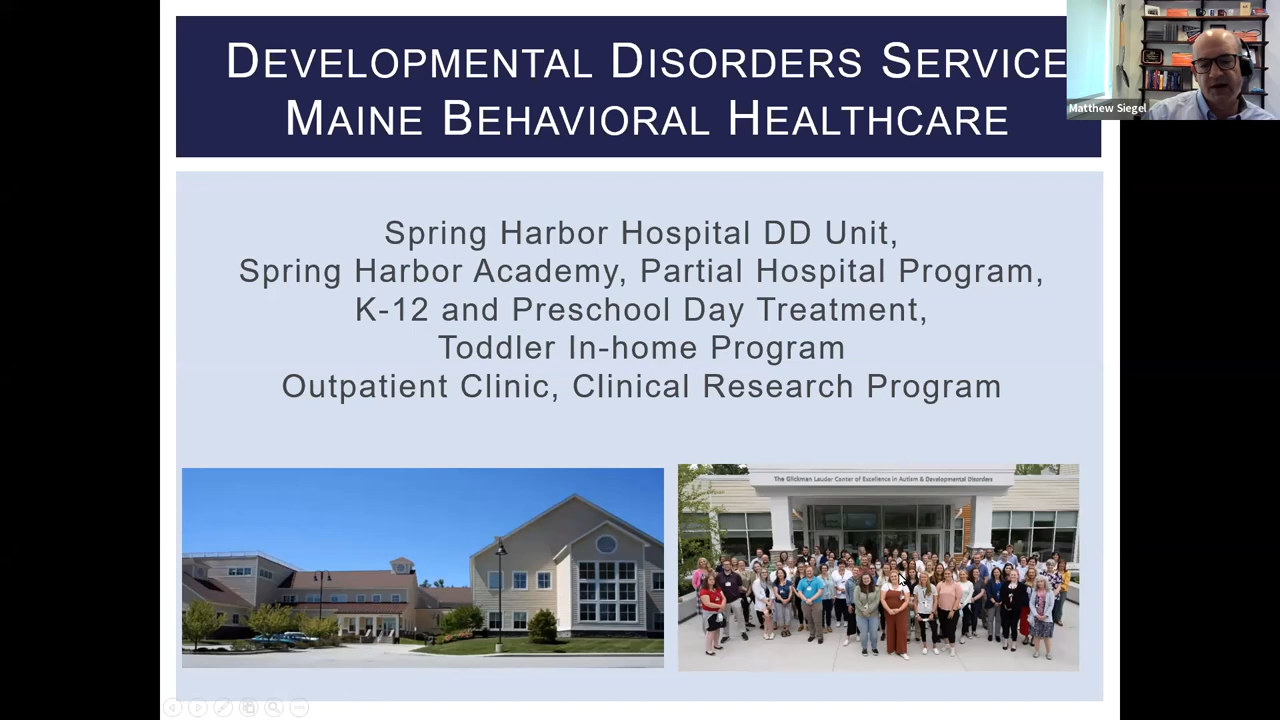 DEVELOPMENTAL DISORDERS SERVICE
MAINE BEHAVIORAL HEALTHCARE
Matthew Siegel
Spring Harbor Hospital DD Unit,
Spring Harbor Academy, Partial Hospital Program,
K-12 and Preschool Day Treatment,
Toddler In-home Program
Outpatient Clinic, Clinical Research Program
The Glickman Lauder Center of Excellence in Autism & Developmental Disorders